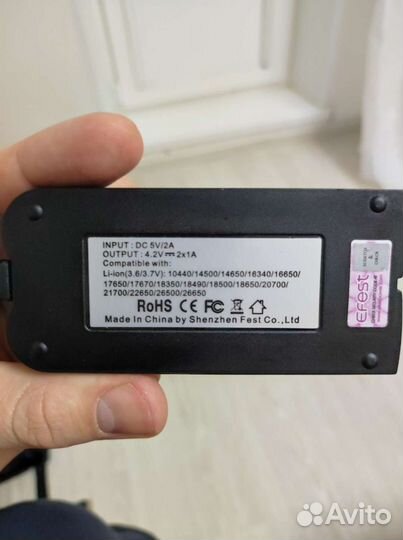 INPUT : DC 5V/2A
OUTPUT : 4.2V⎓2x1A
Compatible with:
Li-ion(3.6/3.7V): 10440/14500/14650/16340/16650
/17650/17670/18350/18490/18500/18650/20700/
21700/22650/26500/26650
RoHS CE FC
Made In China by Shenzhen Fest Co.,Ltd
EFEST
Avito